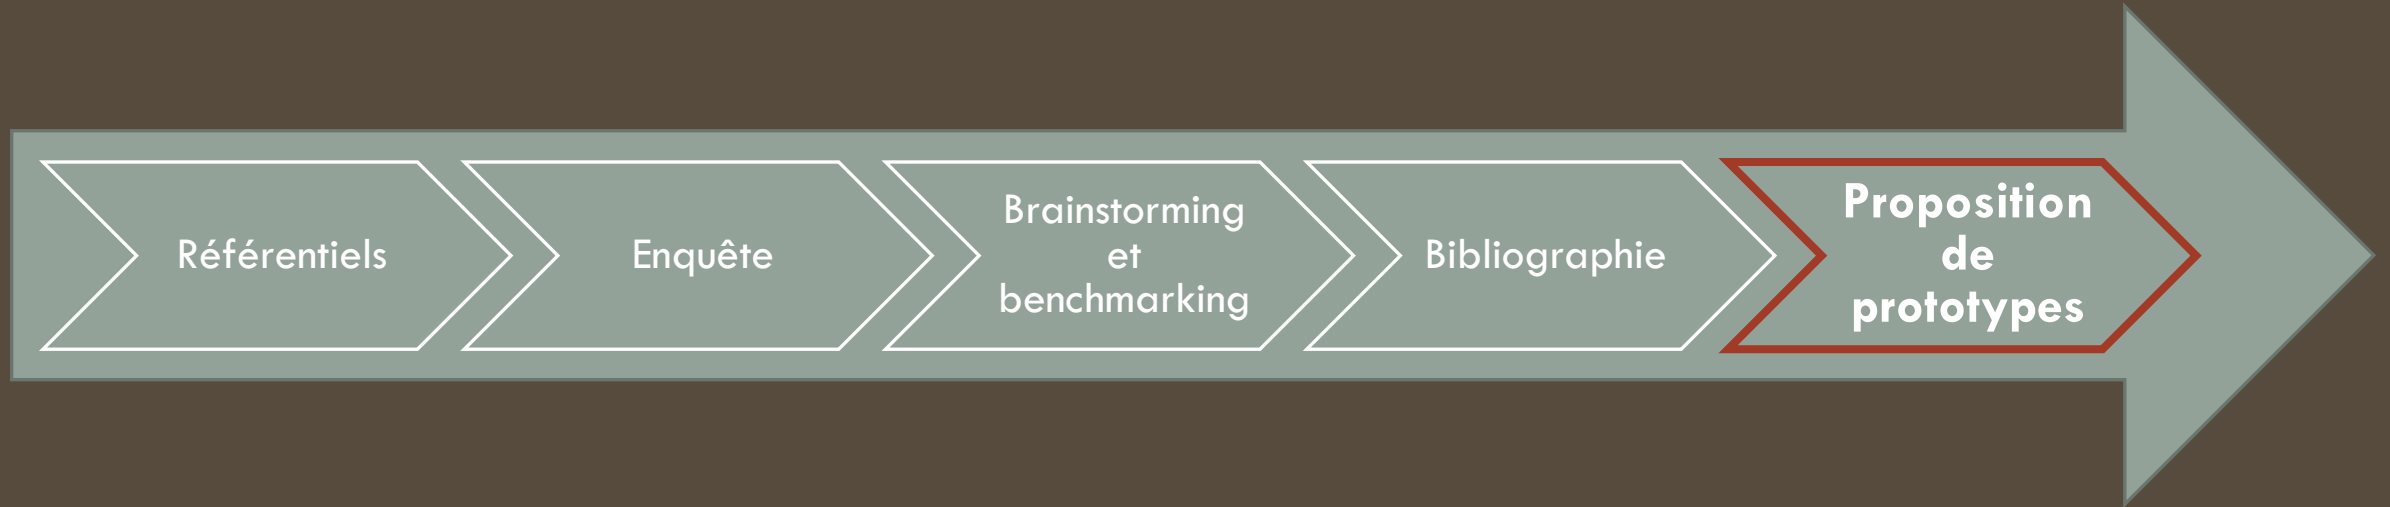 Référentiels
Enquête
Brainstorming
et
benchmarking
Bibliographie
Proposition
de
prototypes